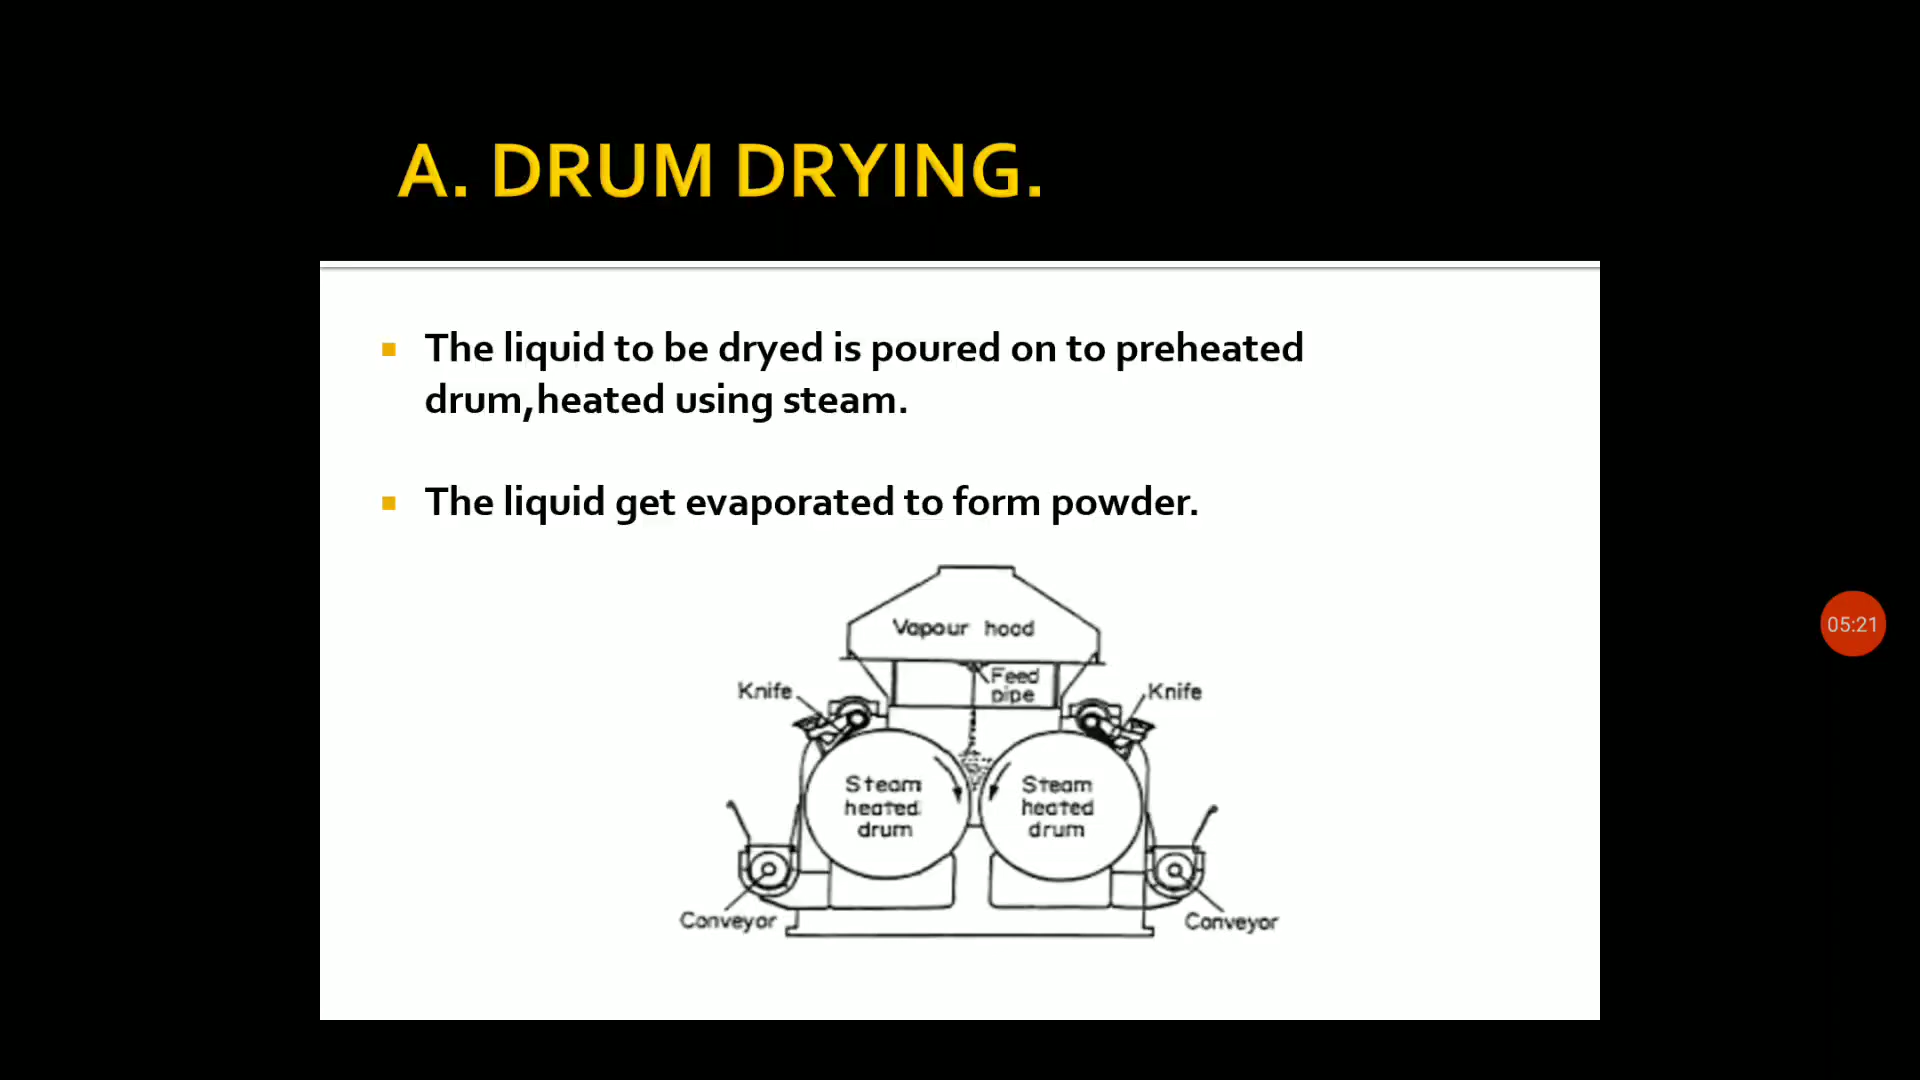 A. DRUM DRYING.
The liquid to be dryed is poured on to preheated
drum,heated using steam.
The liquid get evaporated to form powder.
Vapour hood
Feed
pipe
Knife
Knife
Steam
heated
drum
Steam
heated
drum
Conveyor
Conveyor
05:21